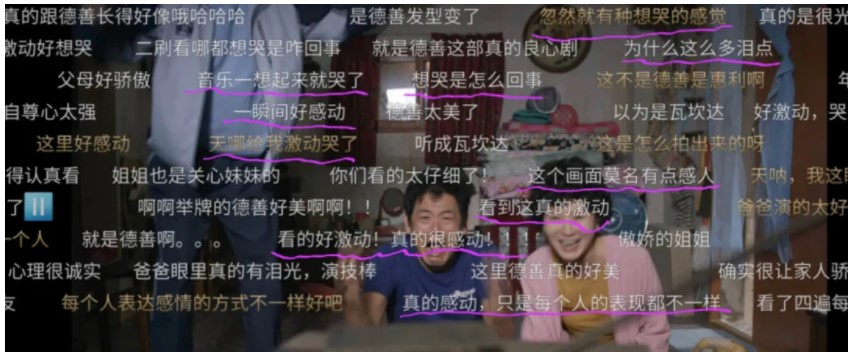 真的跟德善长得好像哦哈哈哈 是德善发型变了 忽然就有种想哭的感觉 真的是很光
激动好想哭 二刷看哪都想哭是咋回事 就是德善这部真的良心剧 为什么这么多泪点
父母好骄傲 音乐一想起来就哭了 想哭是怎么回事 这不是德善是惠利啊 年
自尊心太强 一瞬间好感动 德善太美了 以为是瓦坎达 好激动，哭
这里好感动 天哪给我激动哭了 听成瓦坎达 这是怎么拍出来的呀
得认真看 姐姐也是关心妹妹的 你们看的太仔细了！ 这个画面莫名有点感人 天呐，我这
了 啊啊举牌的德善好美啊啊！！ 看到这真的激动 爸爸演的太好
一个人 就是德善啊。。。 看的好激动！真的很感动！ 傲娇的姐姐
心理很诚实 爸爸眼里真的有泪光，演技棒 这里德善真的好美 确实很让家人骄
友 每个人表达感情的方式不一样好吧 真的感动，只是每个人的表现都不一样 看了四遍每